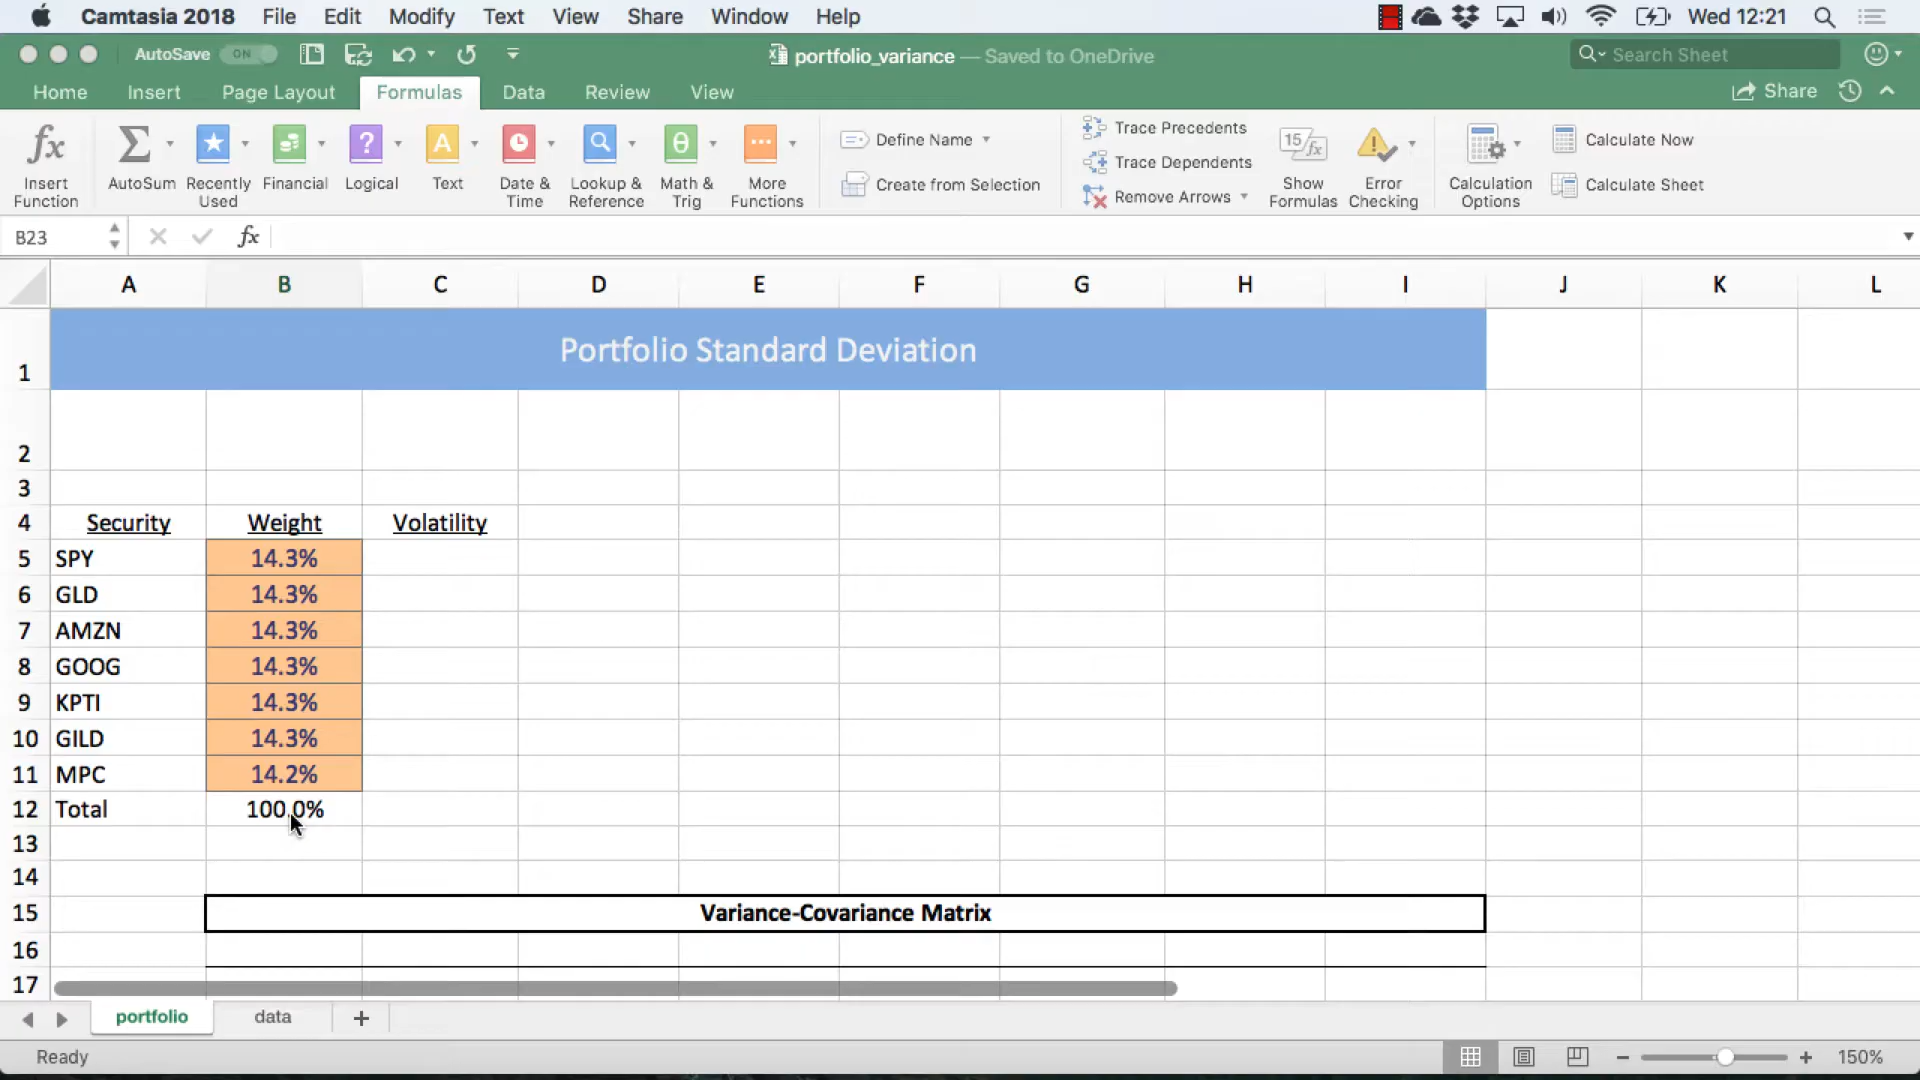 Camtasia 2018 File Edit Modify Text View Share Window Help Wed 12:21
AutoSave ON portfolio_variance — Saved to OneDrive Search Sheet
Home Insert Page Layout Formulas Data Review View Share
Insert Function
AutoSum
Recently Used
Financial
Logical
Text
Date & Time
Lookup & Reference
Math & Trig
More Functions
Define Name
Create from Selection
Trace Precedents
Trace Dependents
Remove Arrows
Show Formulas
Error Checking
Calculation Options
Calculate Now
Calculate Sheet
B23 fx
A B C D E F G H I J K L
1 Portfolio Standard Deviation
2
3
4 Security Weight Volatility
5 SPY 14.3%
6 GLD 14.3%
7 AMZN 14.3%
8 GOOG 14.3%
9 KPTI 14.3%
10 GILD 14.3%
11 MPC 14.2%
12 Total 100.0%
13
14
15 Variance-Covariance Matrix
16
17
portfolio data +
Ready 150%